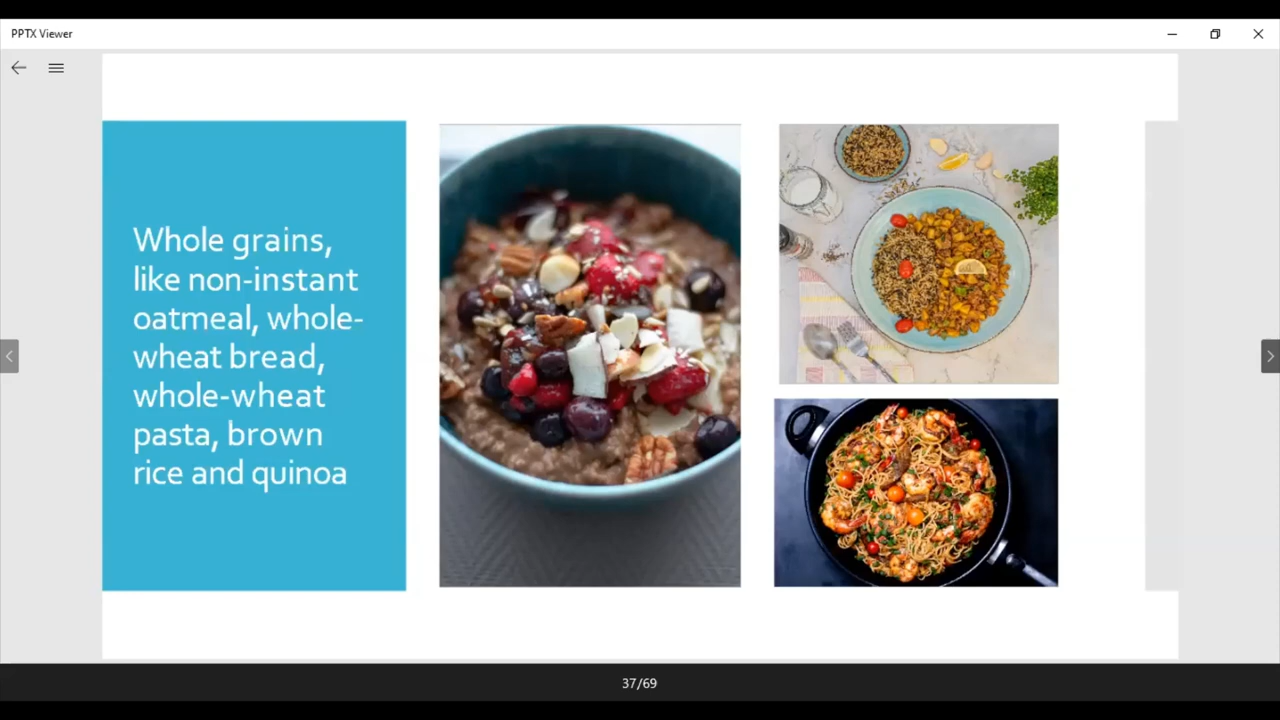 PPTX Viewer
Whole grains,
like non-instant
oatmeal, whole-
wheat bread,
whole-wheat
pasta, brown
rice and quinoa
37/69